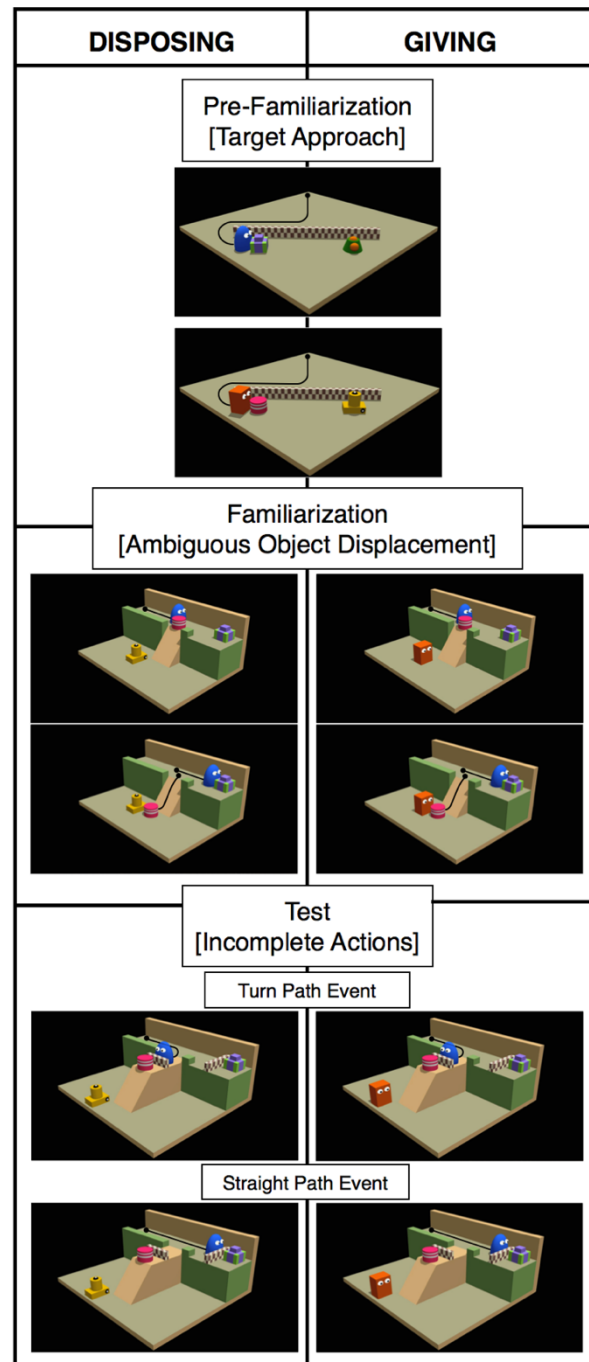 DISPOSING
GIVING
Pre-Familiarization
[Target Approach]
Familiarization
[Ambiguous Object Displacement]
Test
[Incomplete Actions]
Turn Path Event
Straight Path Event